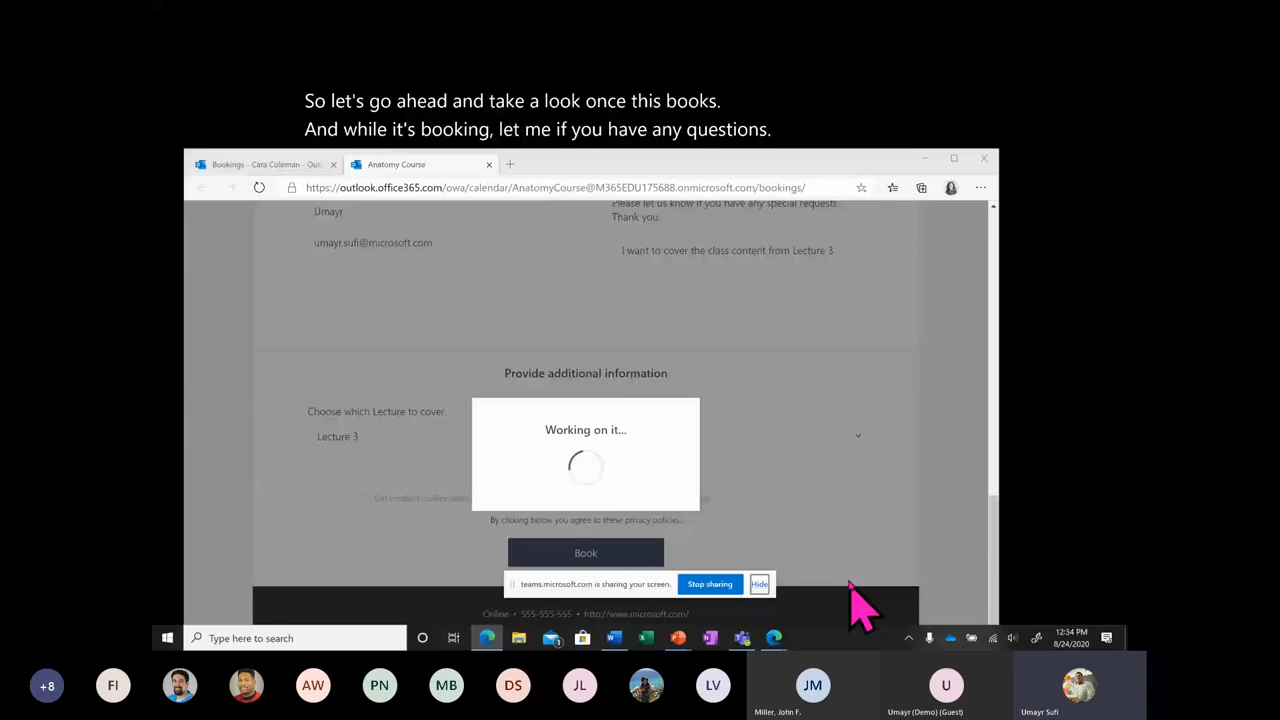 So let's go ahead and take a look once this books.
And while it's booking, let me if you have any questions.
Bookings - Cara Coleman - Out
Anatomy Course
https://outlook.office365.com/owa/calendar/AnatomyCourse@M365EDU175688.onmicrosoft.com/bookings/
Umayr
umayr.sufi@microsoft.com
Please let us know if you have any special requests
Thank you.
I want to cover the class content from Lecture 3
Provide additional information
Choose which Lecture to cover
Lecture 3
Working on it...
By clicking below you agree to these privacy policies.
Book
teams.microsoft.com is sharing your screen.
Stop sharing
Hide
Online • 555-555-555 • http://www.microsoft.com/
Type here to search
12:34 PM
8/24/2020
+8
FI
AW
PN
MB
DS
JL
LV
JM
U
Miller, John F.
Umayr (Demo) (Guest)
Umayr Sufi